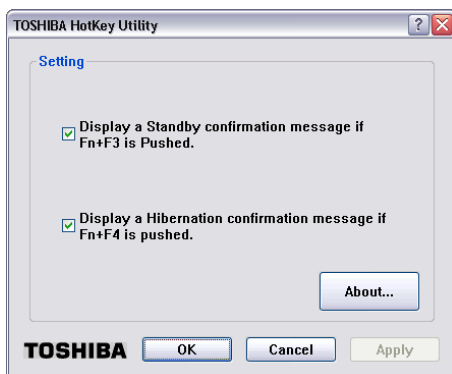 TOSHIBA HotKey Utility
?
Setting
Display a Standby confirmation message if
Fn+F3 is Pushed.
Display a Hibernation confirmation message if
Fn+F4 is pushed.
About...
TOSHIBA OK Cancel Apply